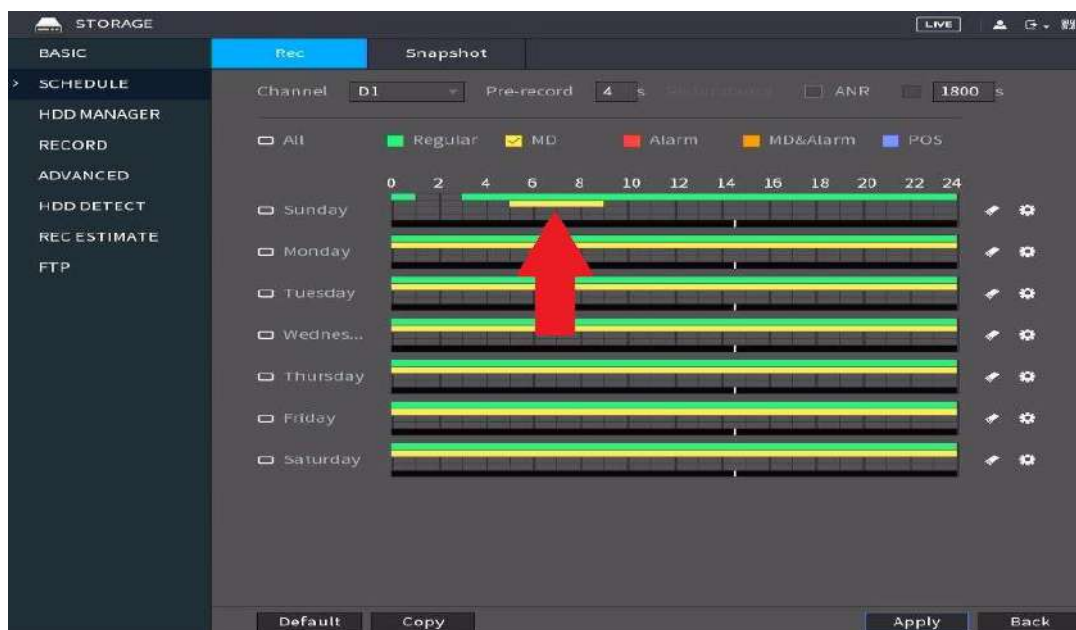 STORAGE LIVE
BASIC
SCHEDULE
HDD MANAGER
RECORD
ADVANCED
HDD DETECT
REC ESTIMATE
FTP
Rec Snapshot
Channel D1 Pre-record 4 s ANR 1800 s
All Regular MD Alarm MD&Alarm POS
0 2 4 6 8 10 12 14 16 18 20 22 24
Sunday
Monday
Tuesday
Wednes...
Thursday
Friday
Saturday
Default Copy Apply Back